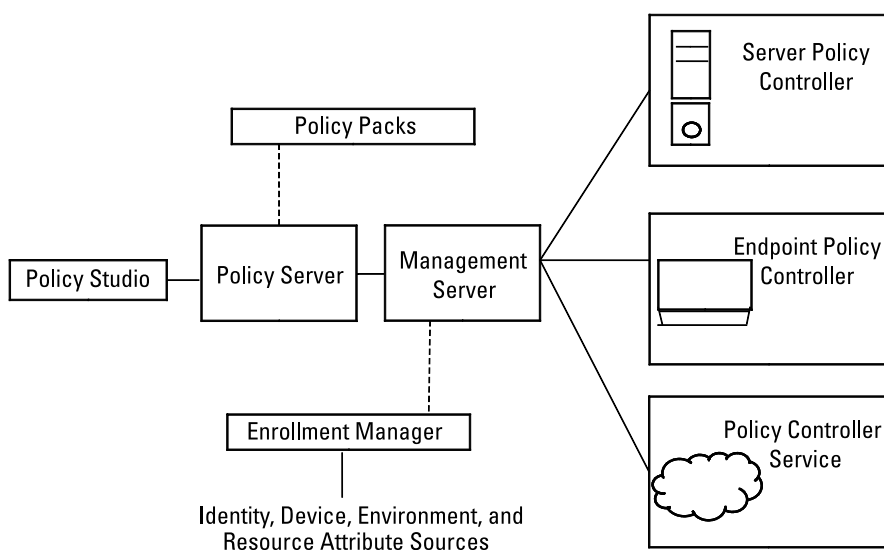 Server Policy
Controller
Policy Packs
Policy Studio
Policy Server
Management
Server
Endpoint Policy
Controller
Enrollment Manager
Policy Controller
Service
Identity, Device, Environment, and
Resource Attribute Sources